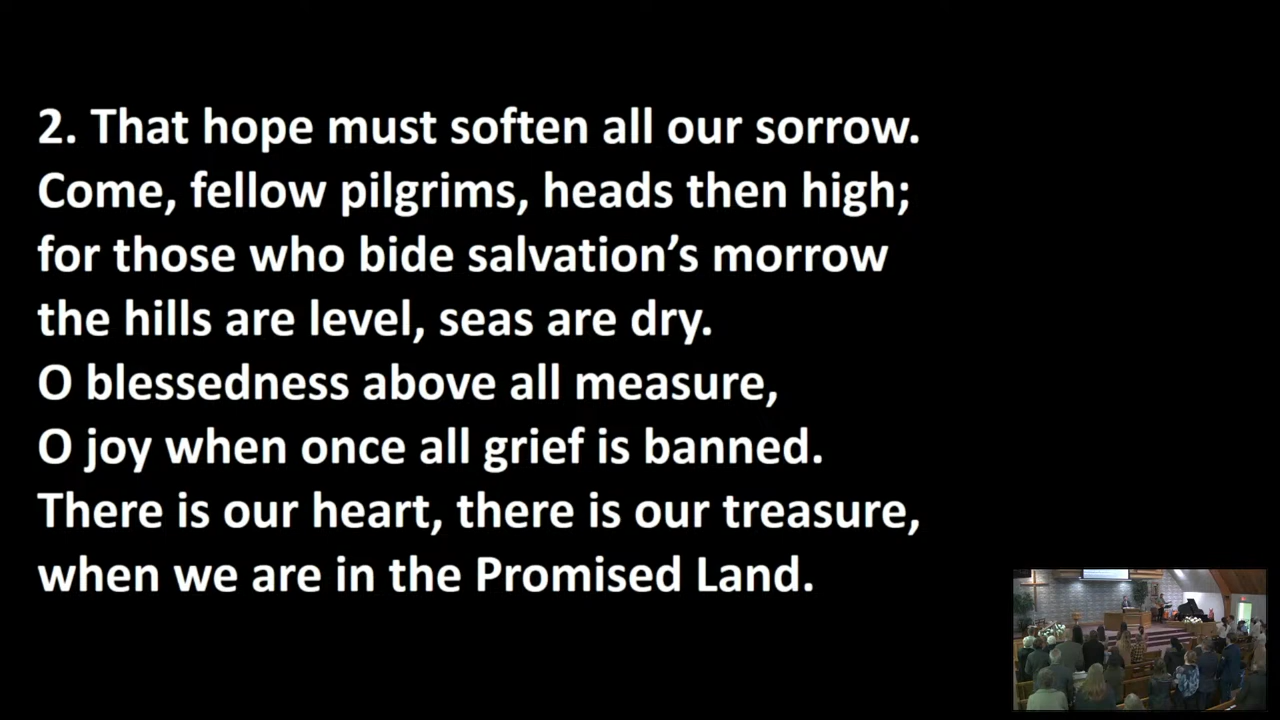 2. That hope must soften all our sorrow.
Come, fellow pilgrims, heads then high;
for those who bide salvation’s morrow
the hills are level, seas are dry.
O blessedness above all measure,
O joy when once all grief is banned.
There is our heart, there is our treasure,
when we are in the Promised Land.